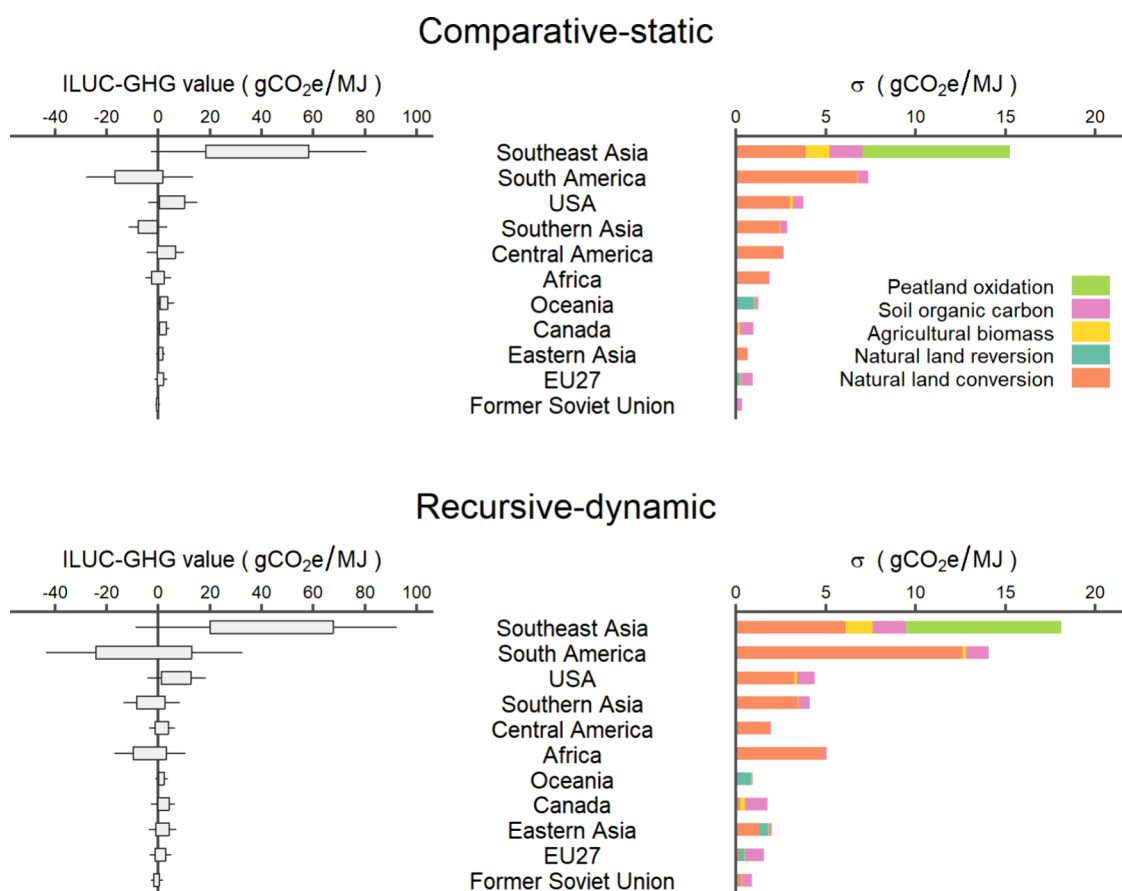 Comparative-static
ILUC-GHG value ( gCO₂e/MJ )
σ ( gCO₂e/MJ )
-40 -20 0 20 40 60 80 100
0 5 10 15 20
Southeast Asia
South America
USA
Southern Asia
Central America
Africa
Oceania
Canada
Eastern Asia
EU27
Former Soviet Union
Peatland oxidation
Soil organic carbon
Agricultural biomass
Natural land reversion
Natural land conversion
Recursive-dynamic
ILUC-GHG value ( gCO₂e/MJ )
σ ( gCO₂e/MJ )
-40 -20 0 20 40 60 80 100
0 5 10 15 20
Southeast Asia
South America
USA
Southern Asia
Central America
Africa
Oceania
Canada
Eastern Asia
EU27
Former Soviet Union